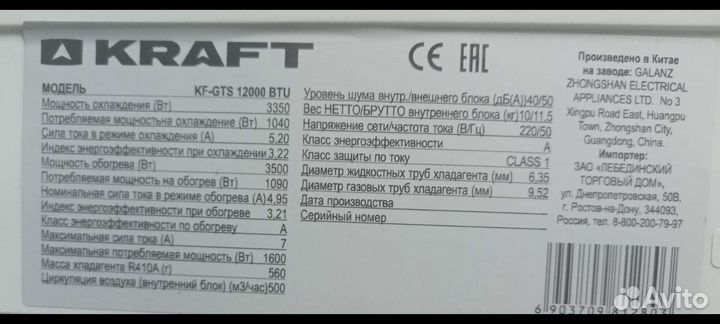 KRAFT
CE EAC
МОДЕЛЬ KF-GTS 12000 BTU
Мощность охлаждения (Вт) 3350
Потребляемая мощностьна охлаждение (Вт) 1040
Сила тока в режиме охлаждения (А) 5.20
Индекс энергоэффективности при охлаждении 3,22
Мощность обогрева (Вт) 3500
Потребляемая мощность на обогрев (Вт) 1090
Номинальная сила тока в режиме обогрева (А) 4,95
Индекс энергоэффективности при обогреве 3,21
Класс энергоэффективности по обогреву А
Максимальная сила тока (А) 7
Максимальная потребляемая мощность (Вт) 1600
Масса хладагента R410A (г) 560
Циркуляция воздуха (внутренний блок) (м3/час) 500
Уровень шума внутр./внешнего блока (дБ(А)) 40/50
Вес НЕТТО/БРУТТО внутреннего блока (кг) 10/11.5
Напряжение сети/частота тока (В/Гц) 220/50
Класс энергоэффективности А
Класс защиты по току CLASS 1
Диаметр жидкостных труб хладагента (мм) 6,35
Диаметр газовых труб хладагента (мм) 9,52
Дата производства
Серийный номер
Произведено в Китае
на заводе: GALANZ
ZHONGSHAN ELECTRICAL
APPLIANCES LTD. No 3
Xingpu Road East, Huangpu
Town, Zhongshan City,
Guangdong, China.
Импортер:
ЗАО «ЛЕБЕДИНСКИЙ
ТОРГОВЫЙ ДОМ»,
ул. Днепропетровская, 50В,
г. Ростов-на-Дону, 344093,
Россия, тел. 8-800-200-79-97
6 903709 812803
Avito